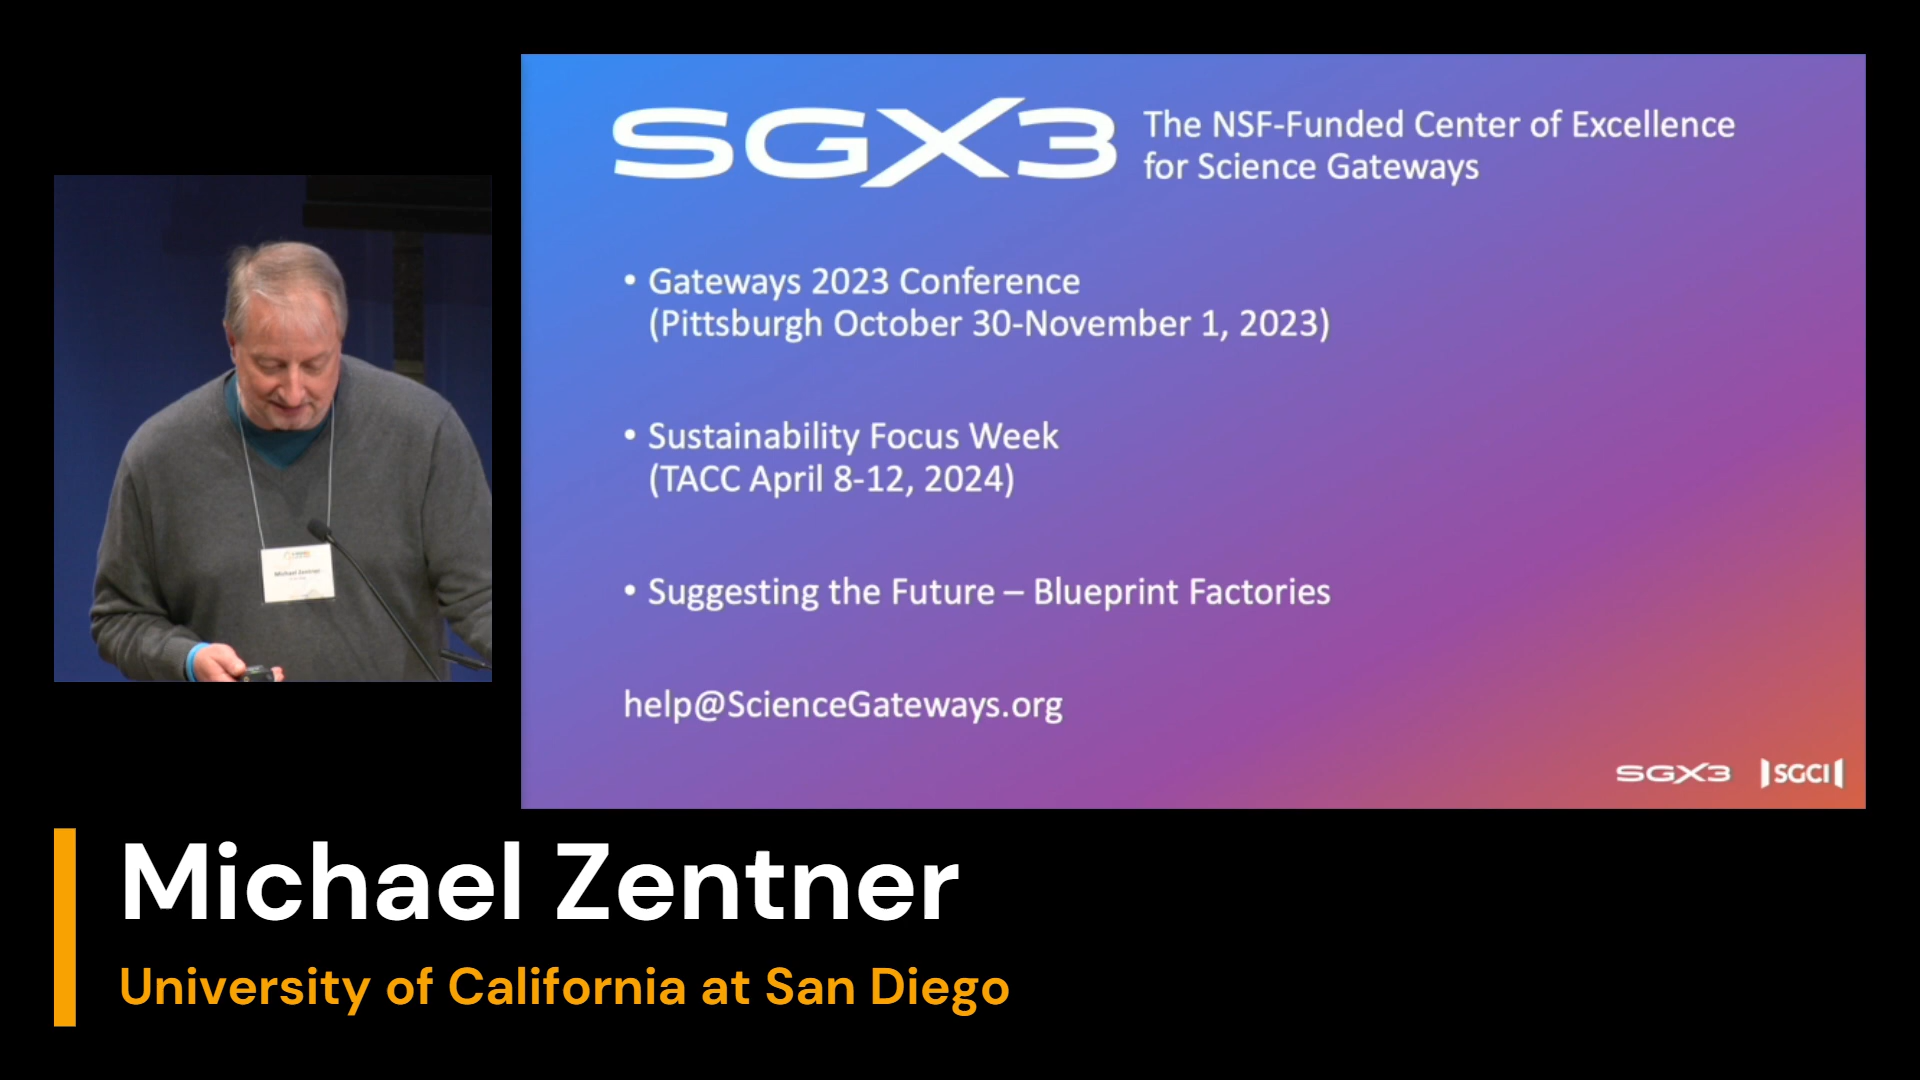 SGX3
The NSF-Funded Center of Excellence
for Science Gateways
• Gateways 2023 Conference
(Pittsburgh October 30-November 1, 2023)
• Sustainability Focus Week
(TACC April 8-12, 2024)
• Suggesting the Future – Blueprint Factories
help@ScienceGateways.org
SGX3
SGCI
Michael Zentner
Michael Zentner
University of California at San Diego